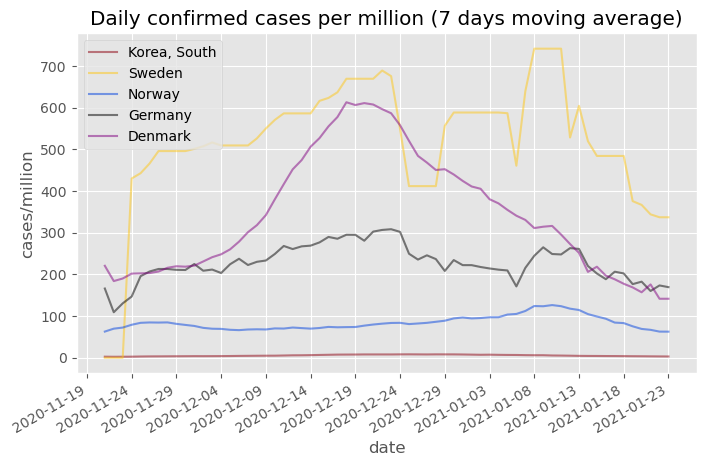 Daily confirmed cases per million (7 days moving average)
Korea, South
Sweden
Norway
Germany
Denmark
cases/million
700
600
500
400
300
200
100
0
2020-11-19
2020-11-24
2020-11-29
2020-12-04
2020-12-09
2020-12-14
2020-12-19
2020-12-24
2020-12-29
2021-01-03
2021-01-08
2021-01-13
2021-01-18
2021-01-23
date